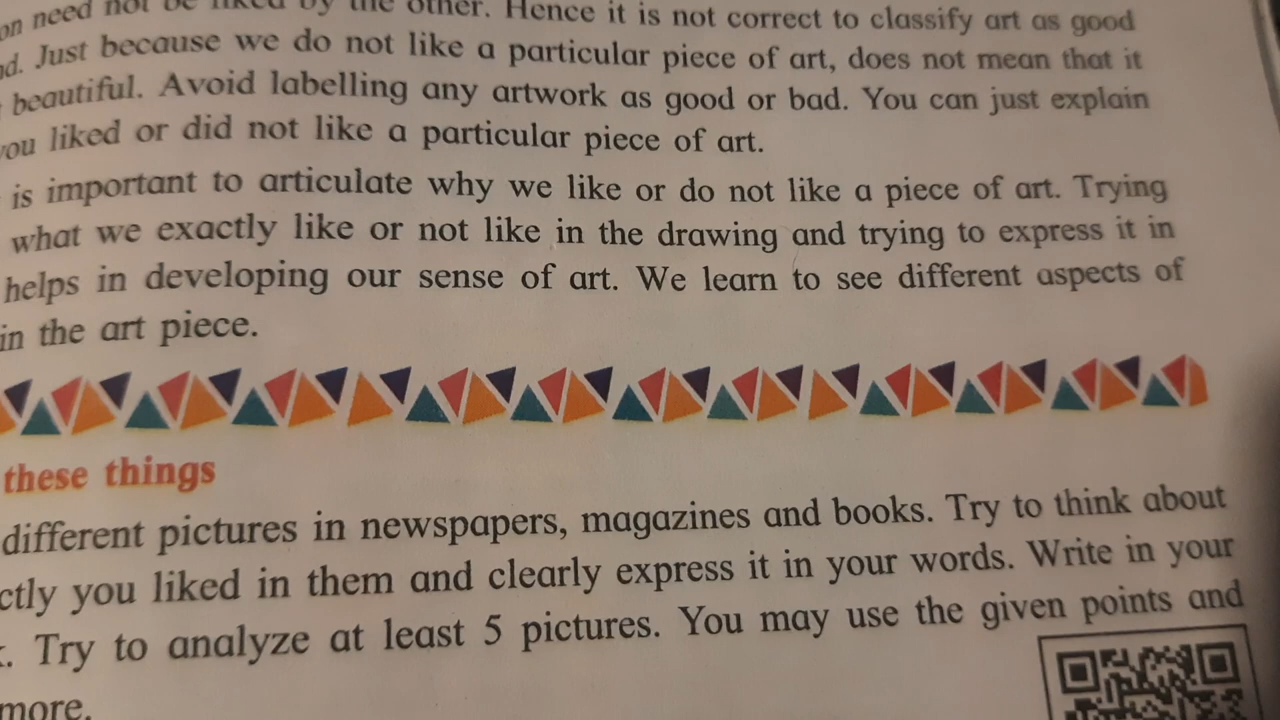 on need not be liked by the other. Hence it is not correct to classify art as good
d. Just because we do not like a particular piece of art, does not mean that it
beautiful. Avoid labelling any artwork as good or bad. You can just explain
you liked or did not like a particular piece of art.
is important to articulate why we like or do not like a piece of art. Trying
what we exactly like or not like in the drawing and trying to express it in
helps in developing our sense of art. We learn to see different aspects of
in the art piece.
these things
different pictures in newspapers, magazines and books. Try to think about
ctly you liked in them and clearly express it in your words. Write in your
. Try to analyze at least 5 pictures. You may use the given points and
more.